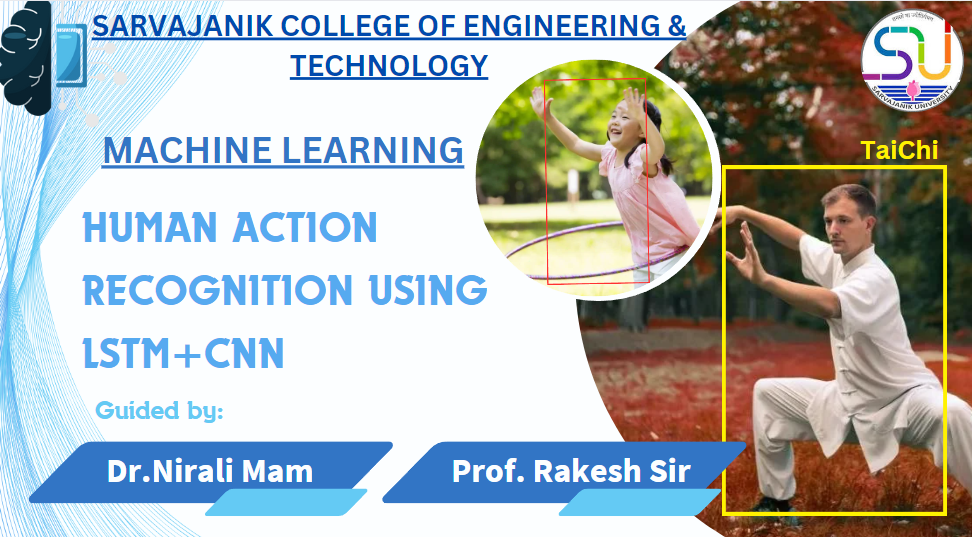 SARVAJANIK COLLEGE OF ENGINEERING &
TECHNOLOGY
MACHINE LEARNING
HUMAN ACTION
RECOGNITION USING
LSTM+CNN
Guided by:
Dr.Nirali Mam
Prof. Rakesh Sir
TaiChi
SU
SARVAJANIK UNIVERSITY